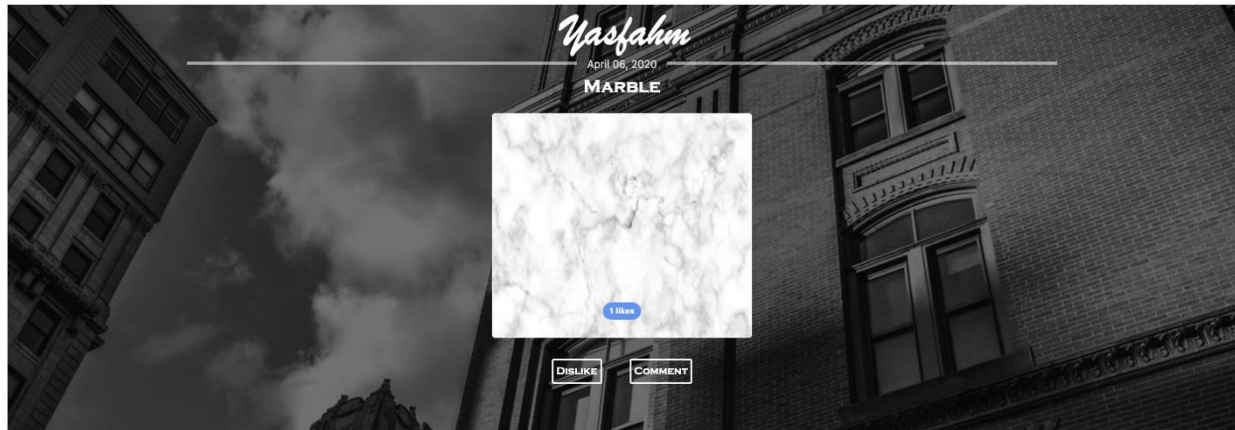 Yasfahm
April 06, 2020
MARBLE
1 likes
DISLIKE COMMENT